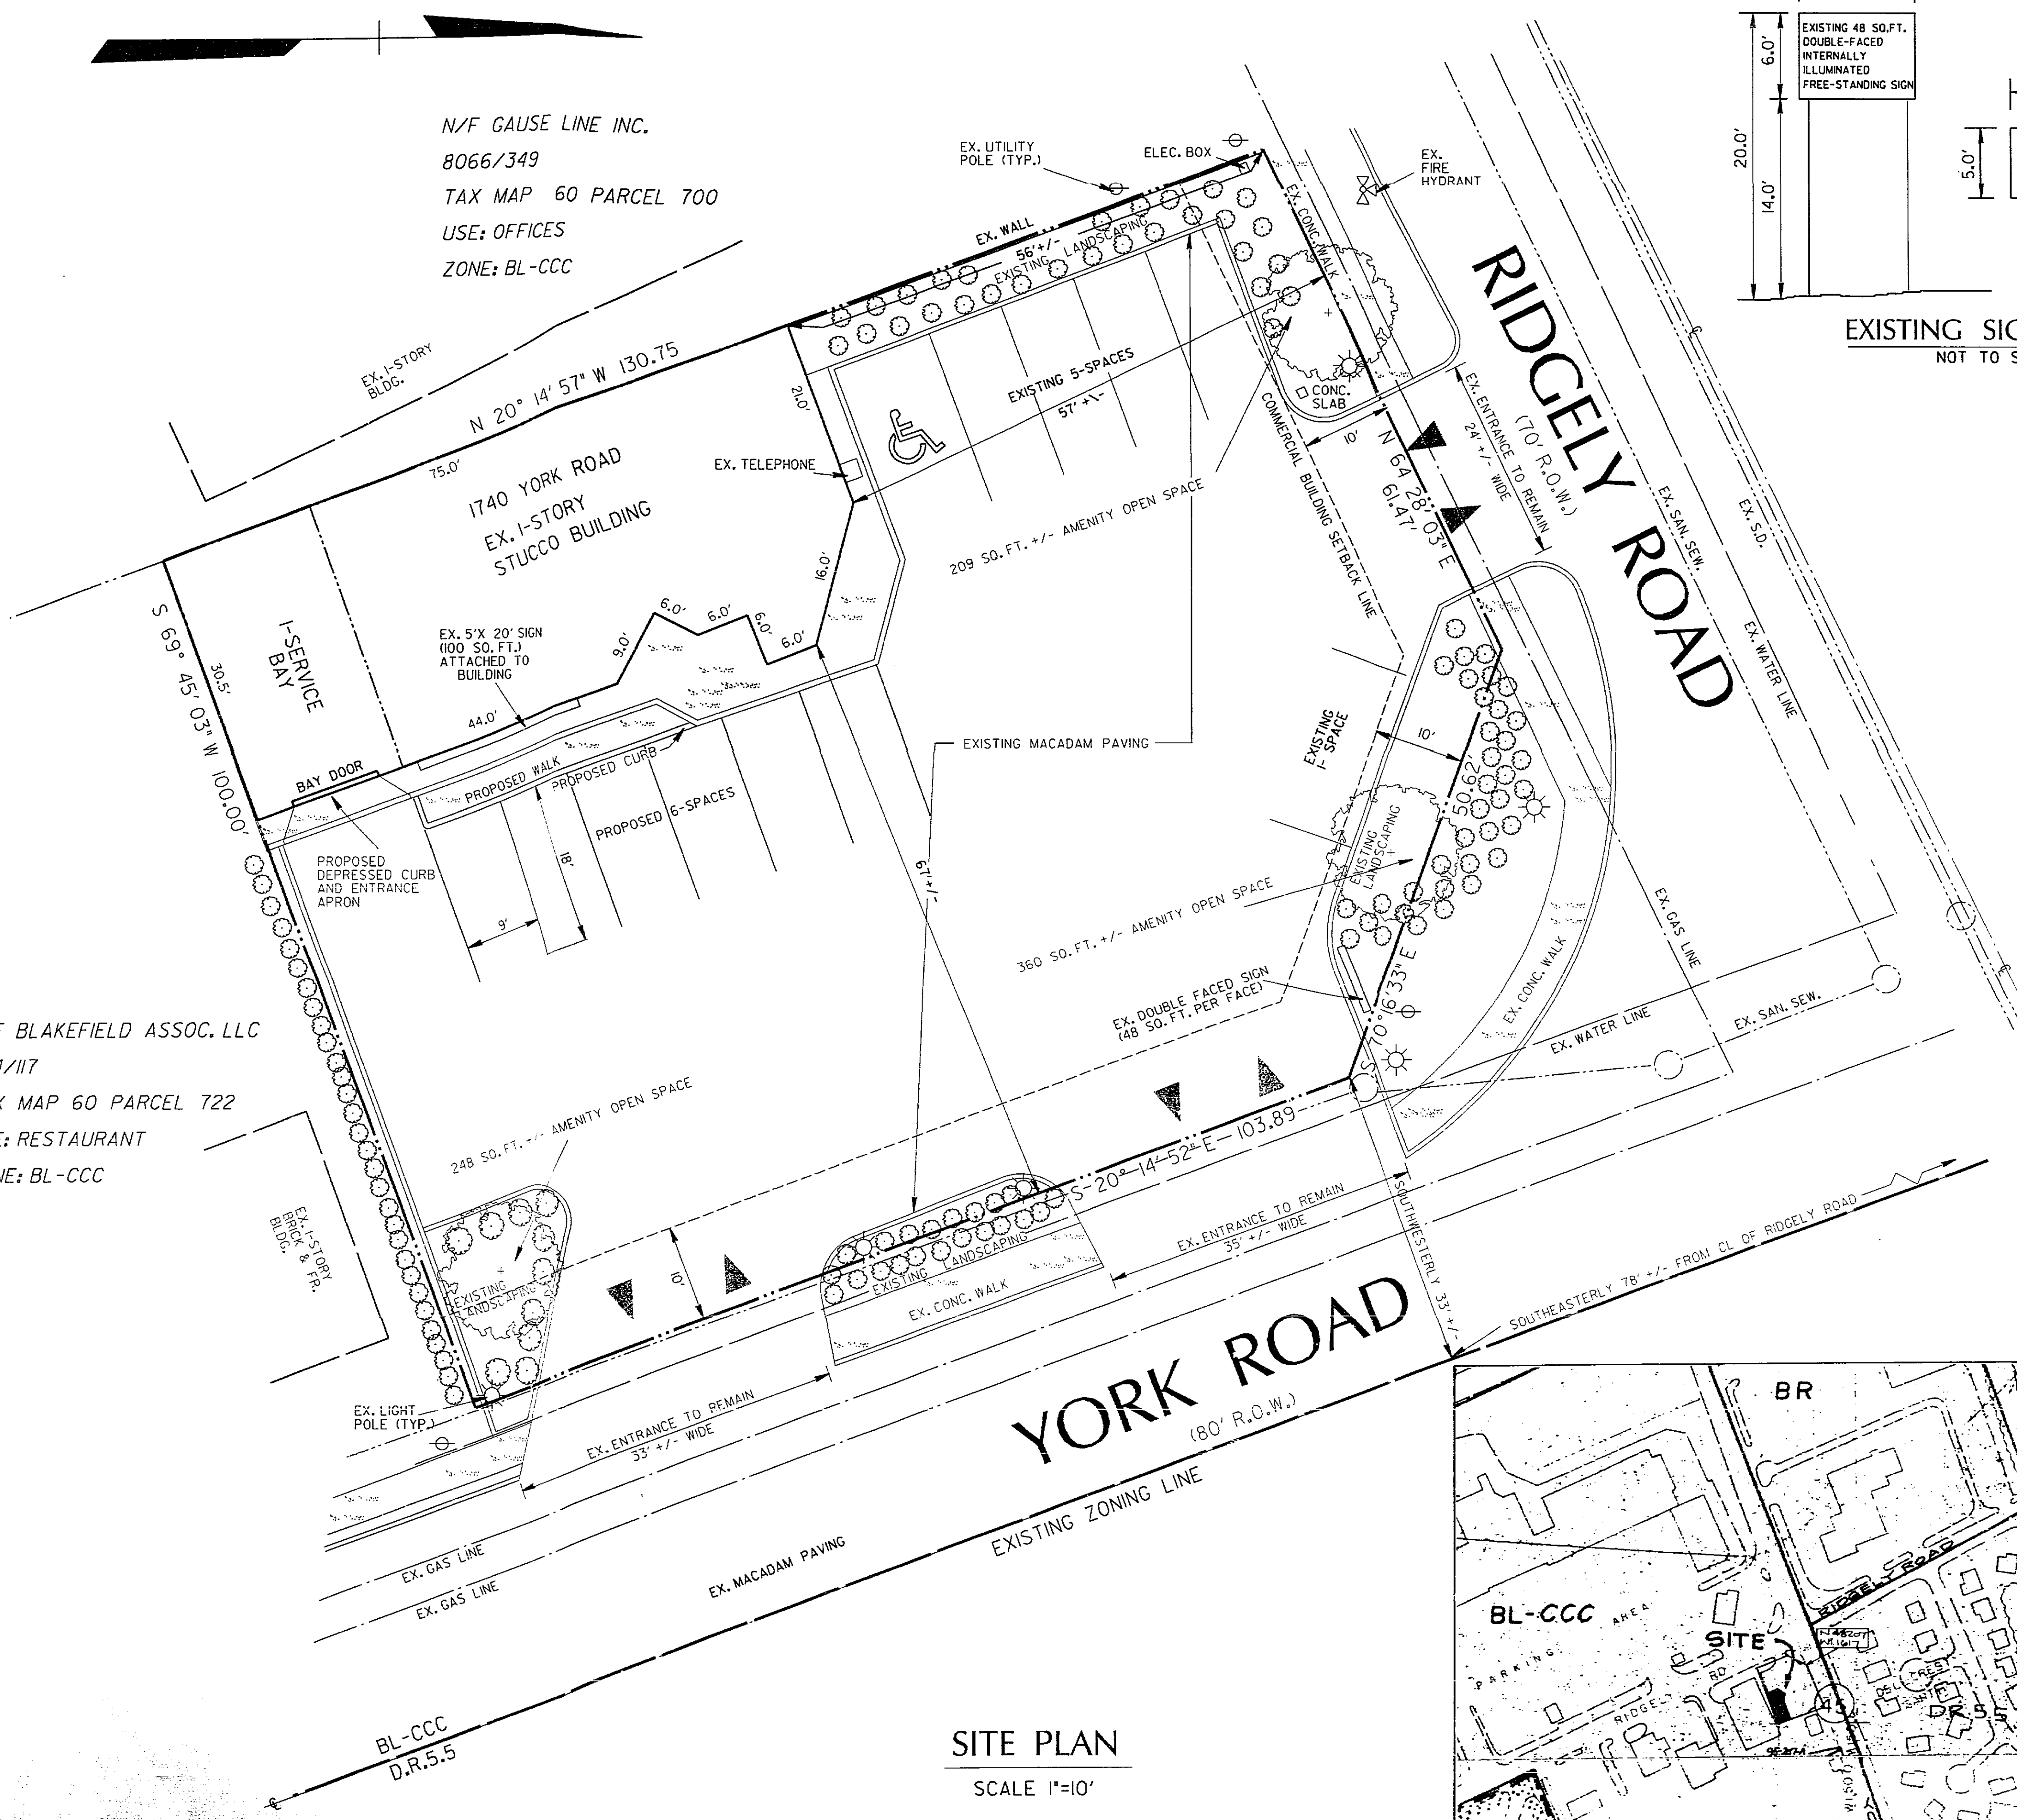 N/F GAUSE LINE INC.
8066/349
TAX MAP 60 PARCEL 700
USE: OFFICES
ZONE: BL-CCC
EX. 1-STORY
BLDG.
N 20° 14' 57" W 130.75
75.0'
1740 YORK ROAD
EX. 1-STORY
STUCCO BUILDING
EX. WALL
56'+/-
EXISTING LANDSCAPING
EX. UTILITY
POLE (TYP.)
ELEC. BOX
EX. CONC. WALK
EX.
FIRE
HYDRANT
EXISTING 48 SQ.FT.
DOUBLE-FACED
INTERNALLY
ILLUMINATED
FREE-STANDING SIGN
6.0'
20.0'
14.0'
5.0'
EXISTING SIG
NOT TO S
RIDGELY ROAD
(70' R.O.W.)
EX. ENTRANCE TO REMAIN
24' +/- WIDE
EX. SAN. SEW.
EX. S.D.
EX. WATER LINE
EX. GAS LINE
21.0'
EX. TELEPHONE
EXISTING 5-SPACES
57' +\-
CONC.
SLAB
10'
COMMERCIAL BUILDING SETBACK LINE
N 64 28' 03" E
61.47'
209 SQ. FT. +/- AMENITY OPEN SPACE
16.0'
6.0'
6.0'
6.0'
6.0'
9.0'
EX. 5'X 20' SIGN
(100 SQ. FT.)
ATTACHED TO
BUILDING
44.0'
1-SERVICE
BAY
30.5'
S 69° 45' 03" W 100.00'
BAY DOOR
PROPOSED WALK
PROPOSED CURB
PROPOSED 6-SPACES
PROPOSED
DEPRESSED CURB
AND ENTRANCE
APRON
18'
9'
67'+/-
EXISTING MACADAM PAVING
EXISTING
1- SPACE
10'
50.62'
EXISTING
LANDSCAPING
360 SQ. FT. +/- AMENITY OPEN SPACE
EX. DOUBLE FACED SIGN
(48 SQ. FT. PER FACE)
S 70° 16'33" E
EX. CONC. WALK
EX. WATER LINE
EX. SAN. SEW.
BLAKEFIELD ASSOC. LLC
/117
MAP 60 PARCEL 722
: RESTAURANT
NE: BL-CCC
EX. 1-STORY
BRICK & FR.
BLDG.
248 SQ. FT. +/- AMENITY OPEN SPACE
EXISTING
LANDSCAPING
10'
EXISTING LANDSCAPING
EX. CONC. WALK
S 20° 14' 52" E 103.89
EX. ENTRANCE TO REMAIN
35' +/- WIDE
SOUTHWESTERLY 33' +/-
SOUTHEASTERLY 78' +/- FROM CL OF RIDGELY ROAD
EX. LIGHT
POLE (TYP.)
EX. ENTRANCE TO REMAIN
33' +/- WIDE
YORK ROAD
(80' R.O.W.)
EXISTING ZONING LINE
EX. GAS LINE
EX. GAS LINE
EX. MACADAM PAVING
BL-CCC
D.R.5.5
SITE PLAN
SCALE 1"=10'
BR
BL-CCC
PARKING AREA
SITE
RIDGELY ROAD
RIDGELY RD
45
DR 5.5